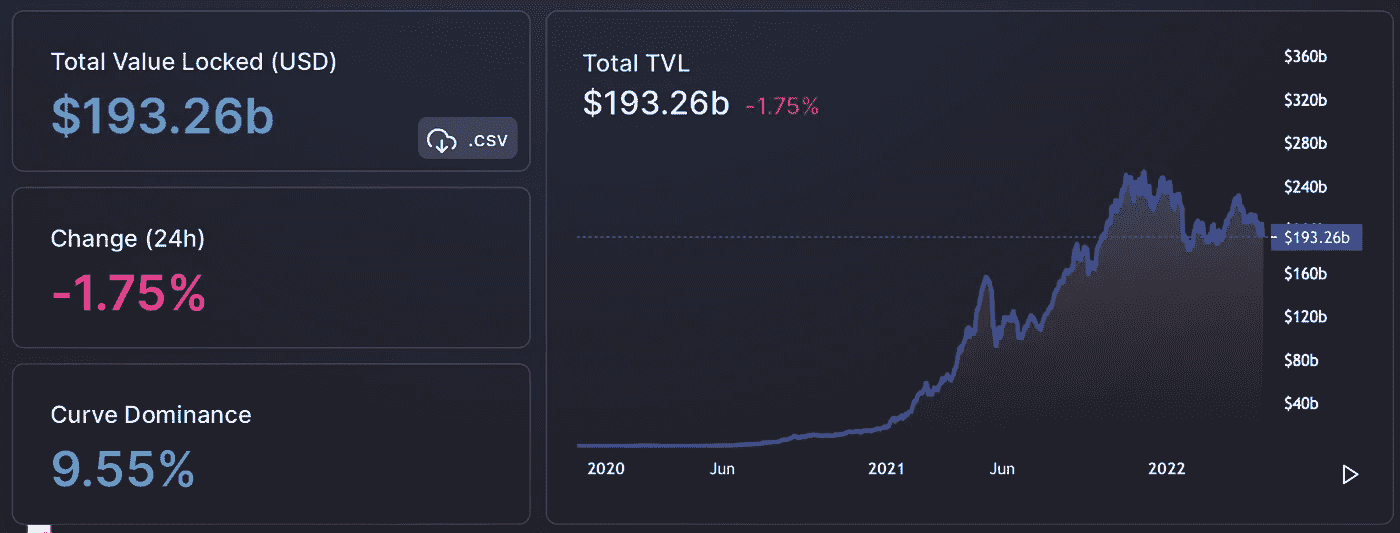 Total Value Locked (USD)
$193.26b
.csv
Change (24h)
-1.75%
Curve Dominance
9.55%
Total TVL
$193.26b -1.75%
$360b
$320b
$280b
$240b
$193.26b
$160b
$120b
$80b
$40b
2020 Jun 2021 Jun 2022